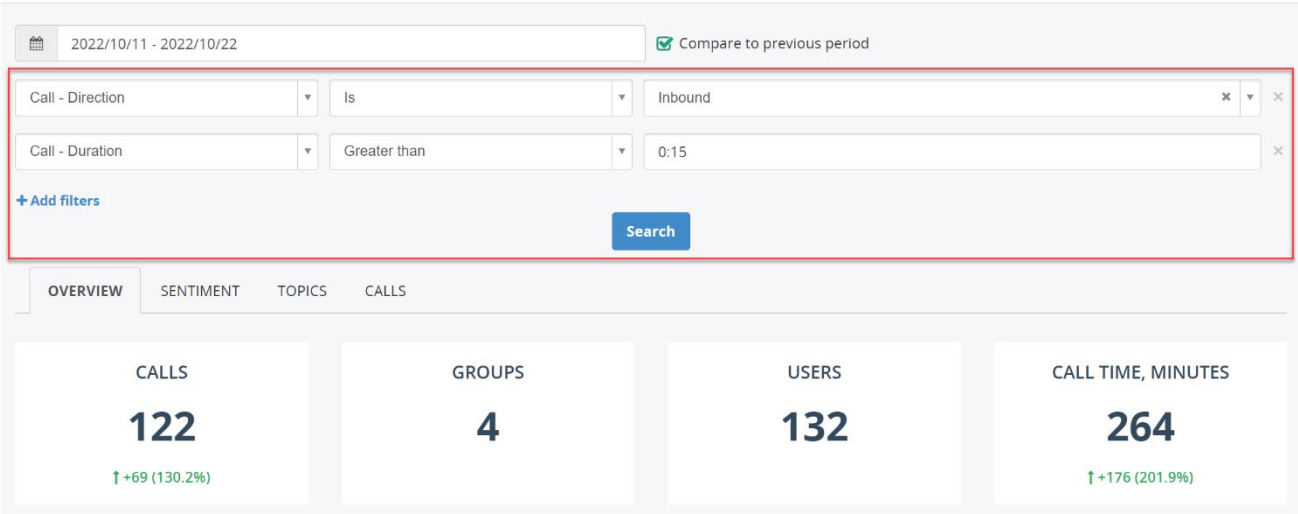 2022/10/11 - 2022/10/22 Compare to previous period
Call - Direction Is Inbound
Call - Duration Greater than 0:15
+ Add filters
Search
OVERVIEW SENTIMENT TOPICS CALLS
CALLS GROUPS USERS CALL TIME, MINUTES
122 4 132 264
↑ +69 (130.2%) ↑ +176 (201.9%)